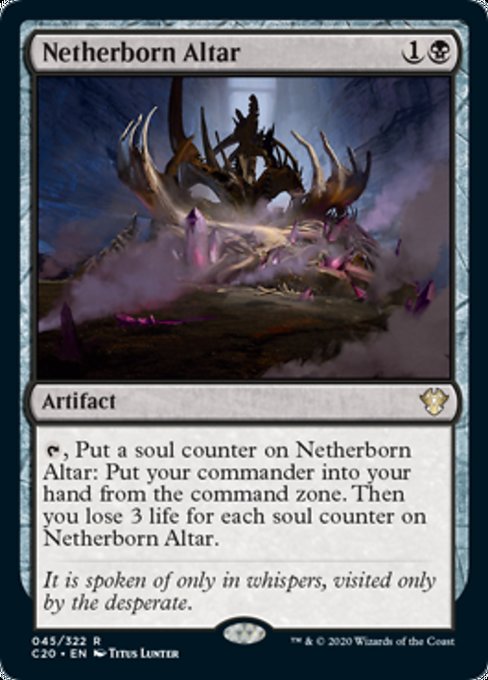 Netherborn Altar 1
Artifact
, Put a soul counter on Netherborn
Altar: Put your commander into your
hand from the command zone. Then
you lose 3 life for each soul counter on
Netherborn Altar.
It is spoken of only in whispers, visited only
by the desperate.
045/322 R
C20 • EN Titus Lunter
™ & © 2020 Wizards of the Coast